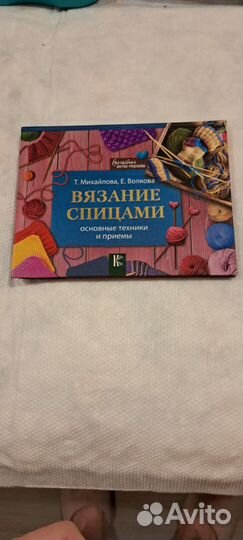 Т. Михайлова, Е. Волкова
ВЯЗАНИЕ
СПИЦАМИ
основные техники
и приемы
Avito